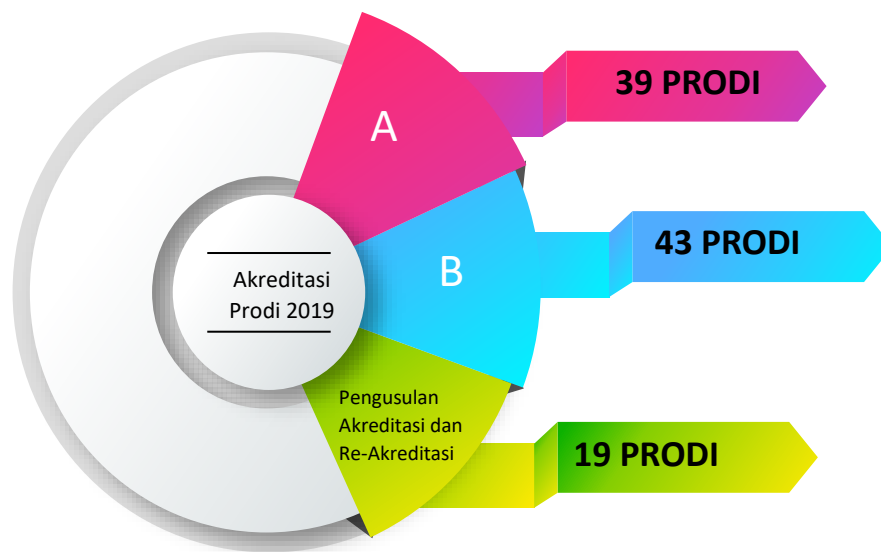 39 PRODI
A
43 PRODI
B
Akreditasi
Prodi 2019
Pengusulan
Akreditasi dan
Re-Akreditasi
19 PRODI